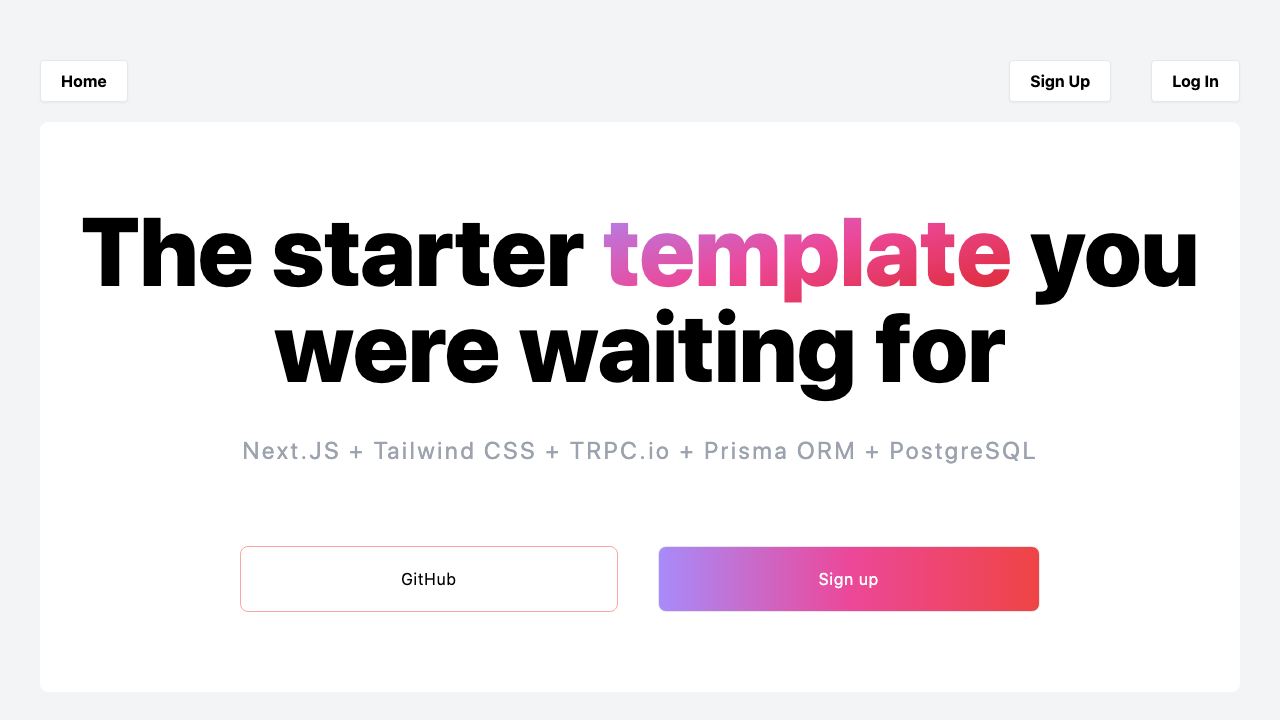 Home
Sign Up
Log In
The starter template you
were waiting for
Next.JS + Tailwind CSS + TRPC.io + Prisma ORM + PostgreSQL
GitHub
Sign up